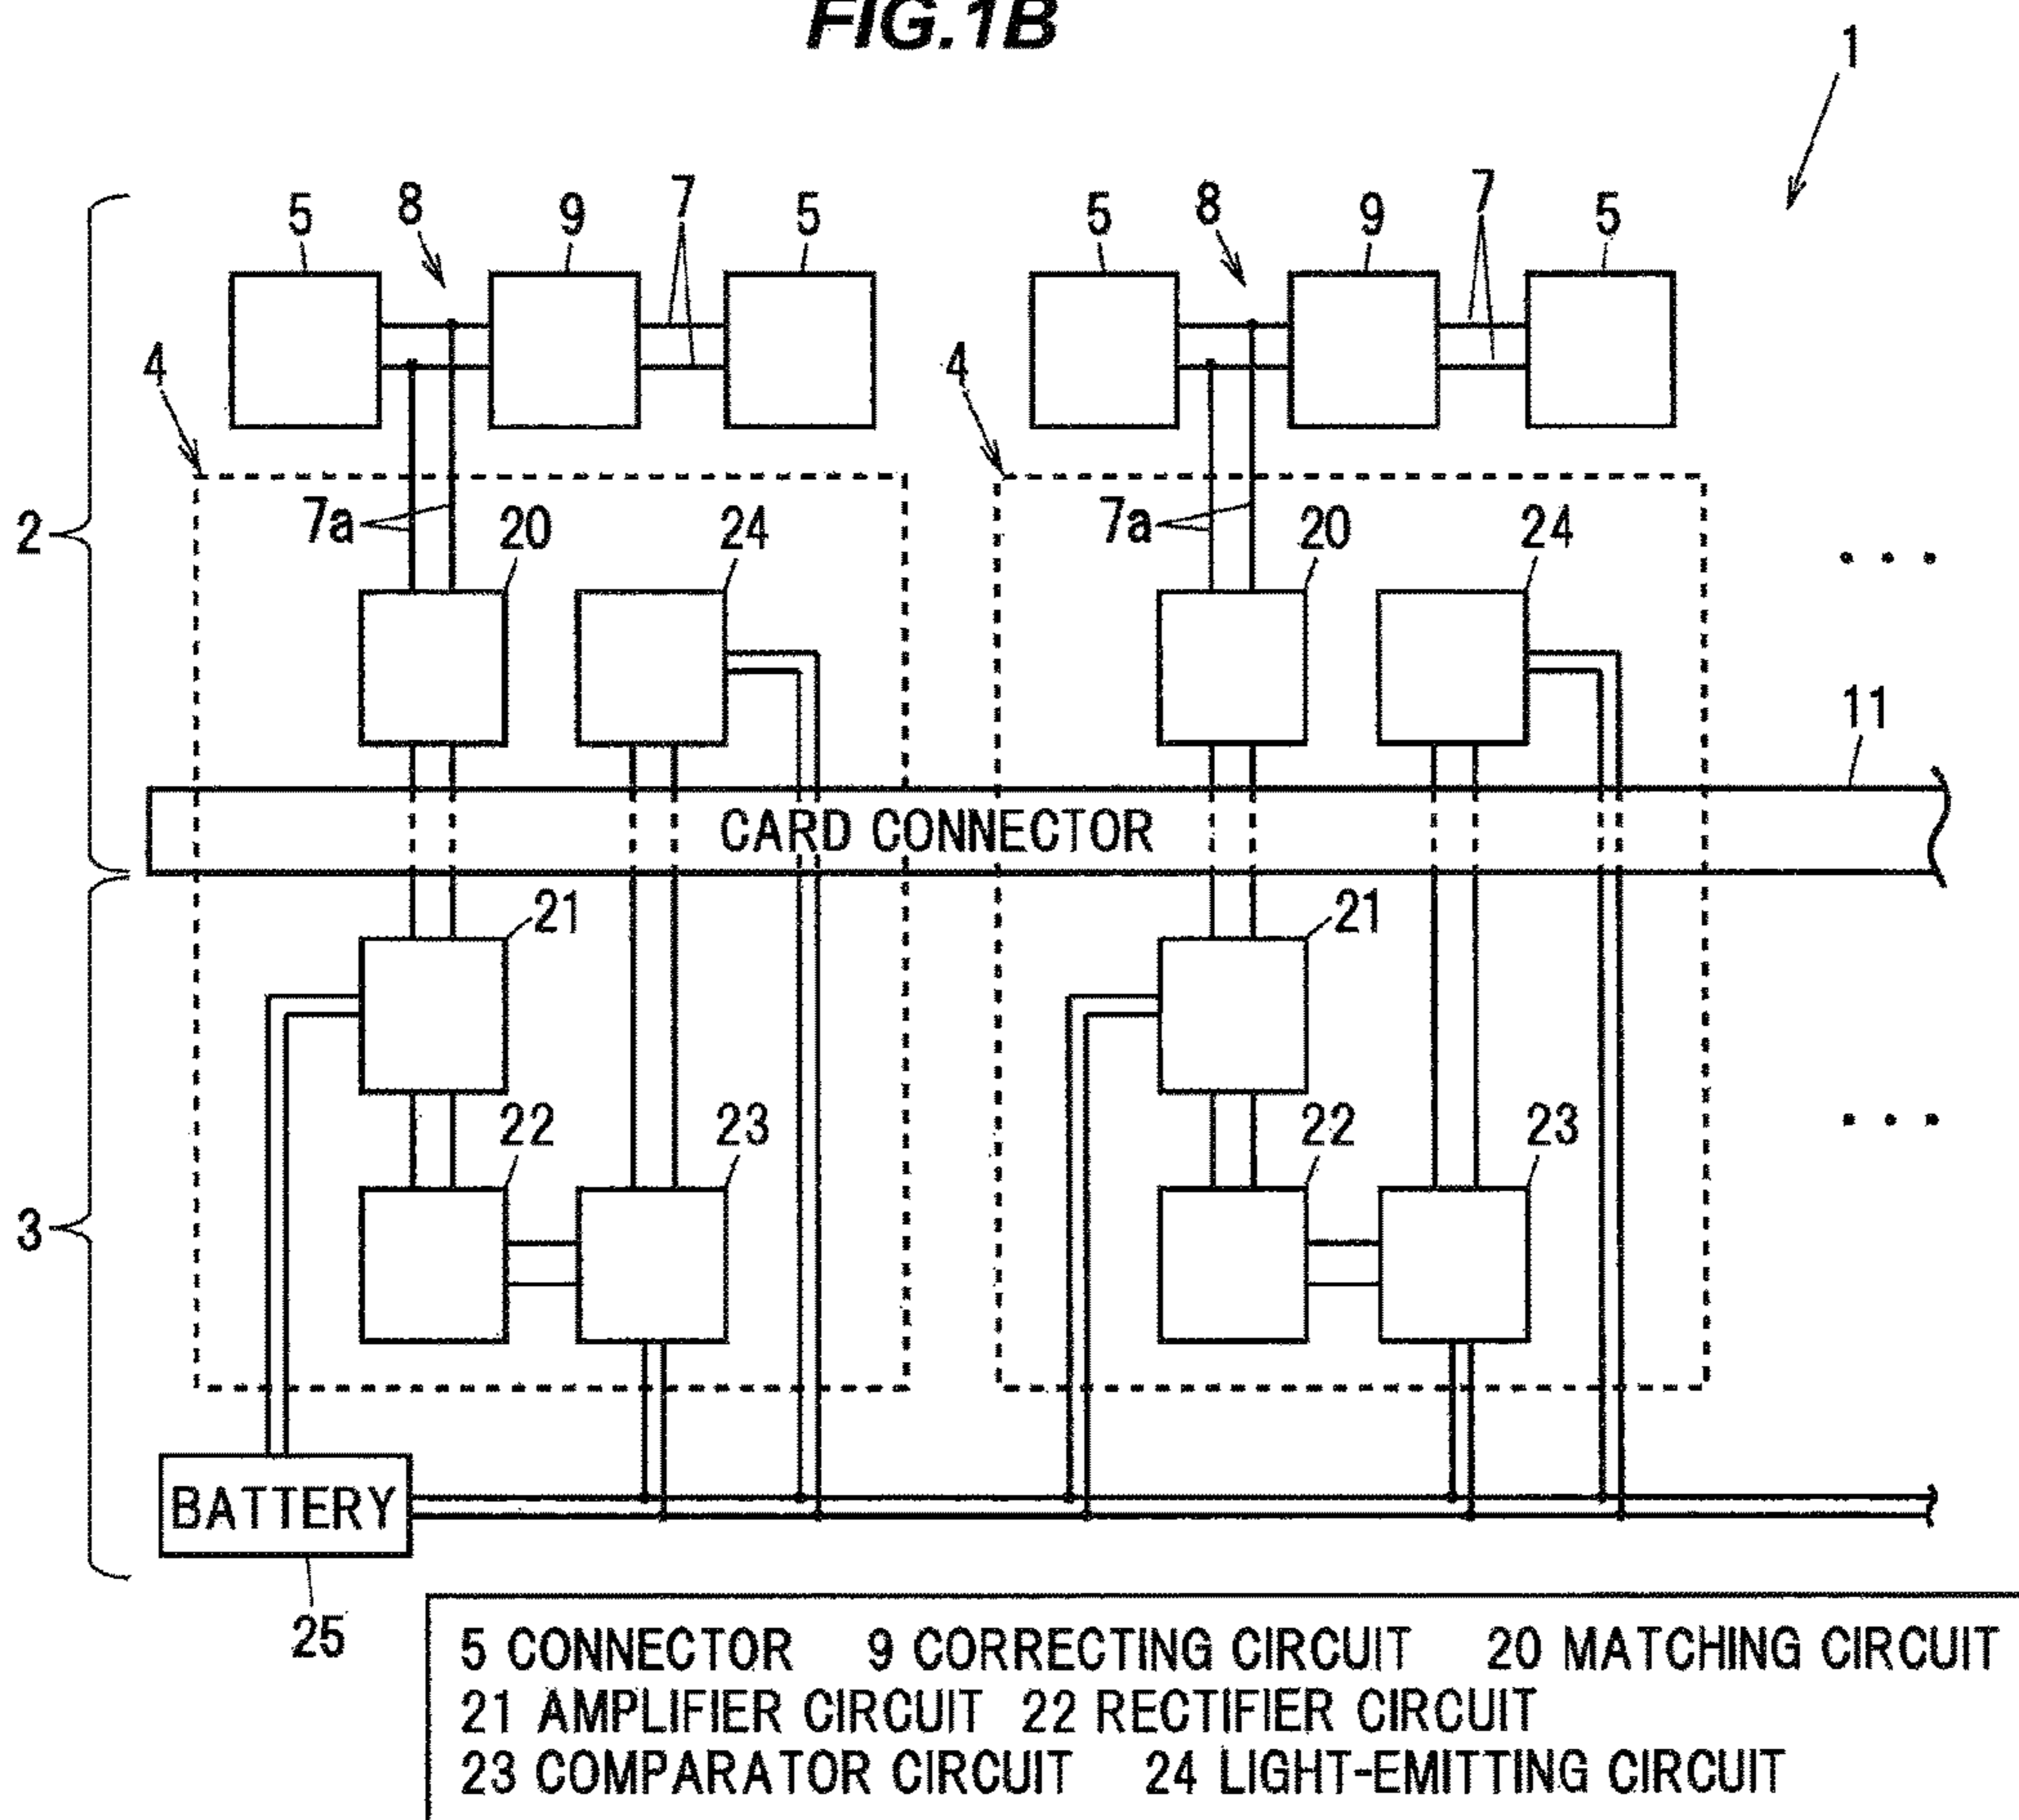 FIG.1B
1
5 8 9 7 5 5 8 9 7 5
4 4
2 7a 20 24 7a 20 24
11
CARD CONNECTOR
21 21
22 23 22 23
3
BATTERY
25
5 CONNECTOR 9 CORRECTING CIRCUIT 20 MATCHING CIRCUIT
21 AMPLIFIER CIRCUIT 22 RECTIFIER CIRCUIT
23 COMPARATOR CIRCUIT 24 LIGHT-EMITTING CIRCUIT